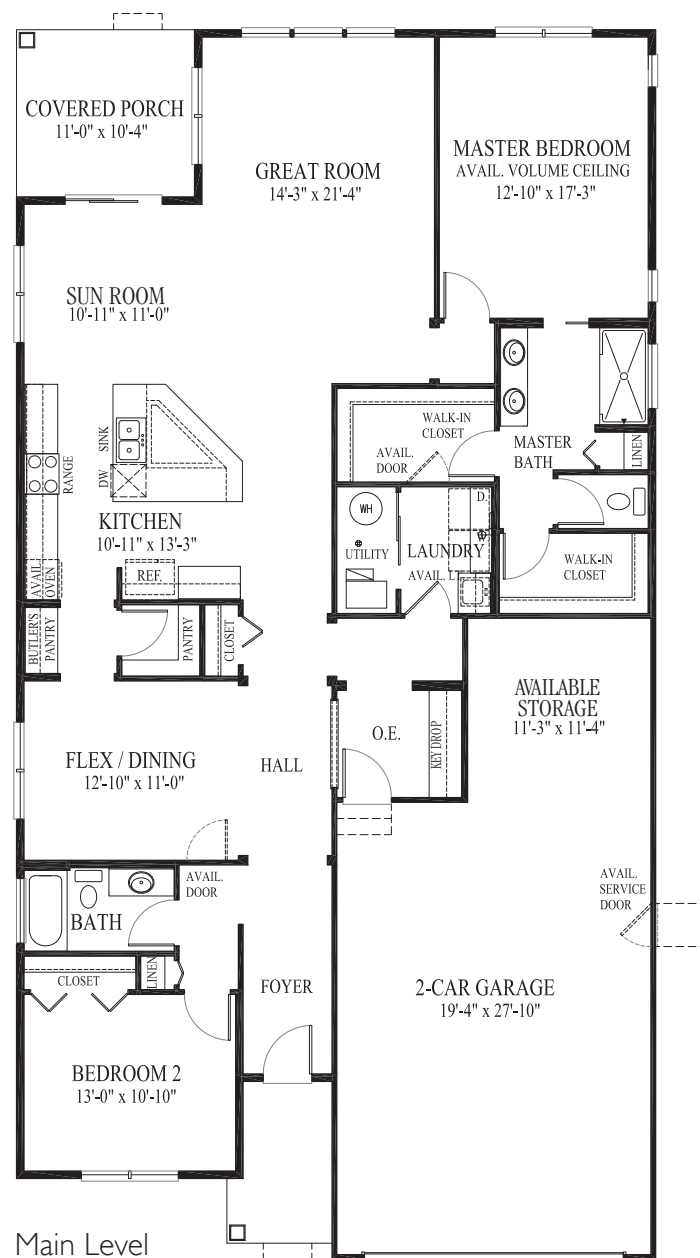 COVERED PORCH
11'-0" x 10'-4"
GREAT ROOM
14'-3" x 21'-4"
MASTER BEDROOM
AVAIL. VOLUME CEILING
12'-10" x 17'-3"
SUN ROOM
10'-11" x 11'-0"
WALK-IN
CLOSET
AVAIL.
DOOR
MASTER
BATH
LINEN
SINK
DW
RANGE
KITCHEN
10'-11" x 13'-3"
AVAIL.
OVEN
REF.
WH
UTILITY
LAUNDRY
D.
W.
AVAIL. LT
WALK-IN
CLOSET
BUTLER'S
PANTRY
PANTRY
CLOSET
AVAILABLE
STORAGE
11'-3" x 11'-4"
O.E.
KEY DROP
FLEX / DINING
12'-10" x 11'-0"
HALL
AVAIL.
DOOR
BATH
AVAIL.
SERVICE
DOOR
CLOSET
LINEN
FOYER
2-CAR GARAGE
19'-4" x 27'-10"
BEDROOM 2
13'-0" x 10'-10"
Main Level